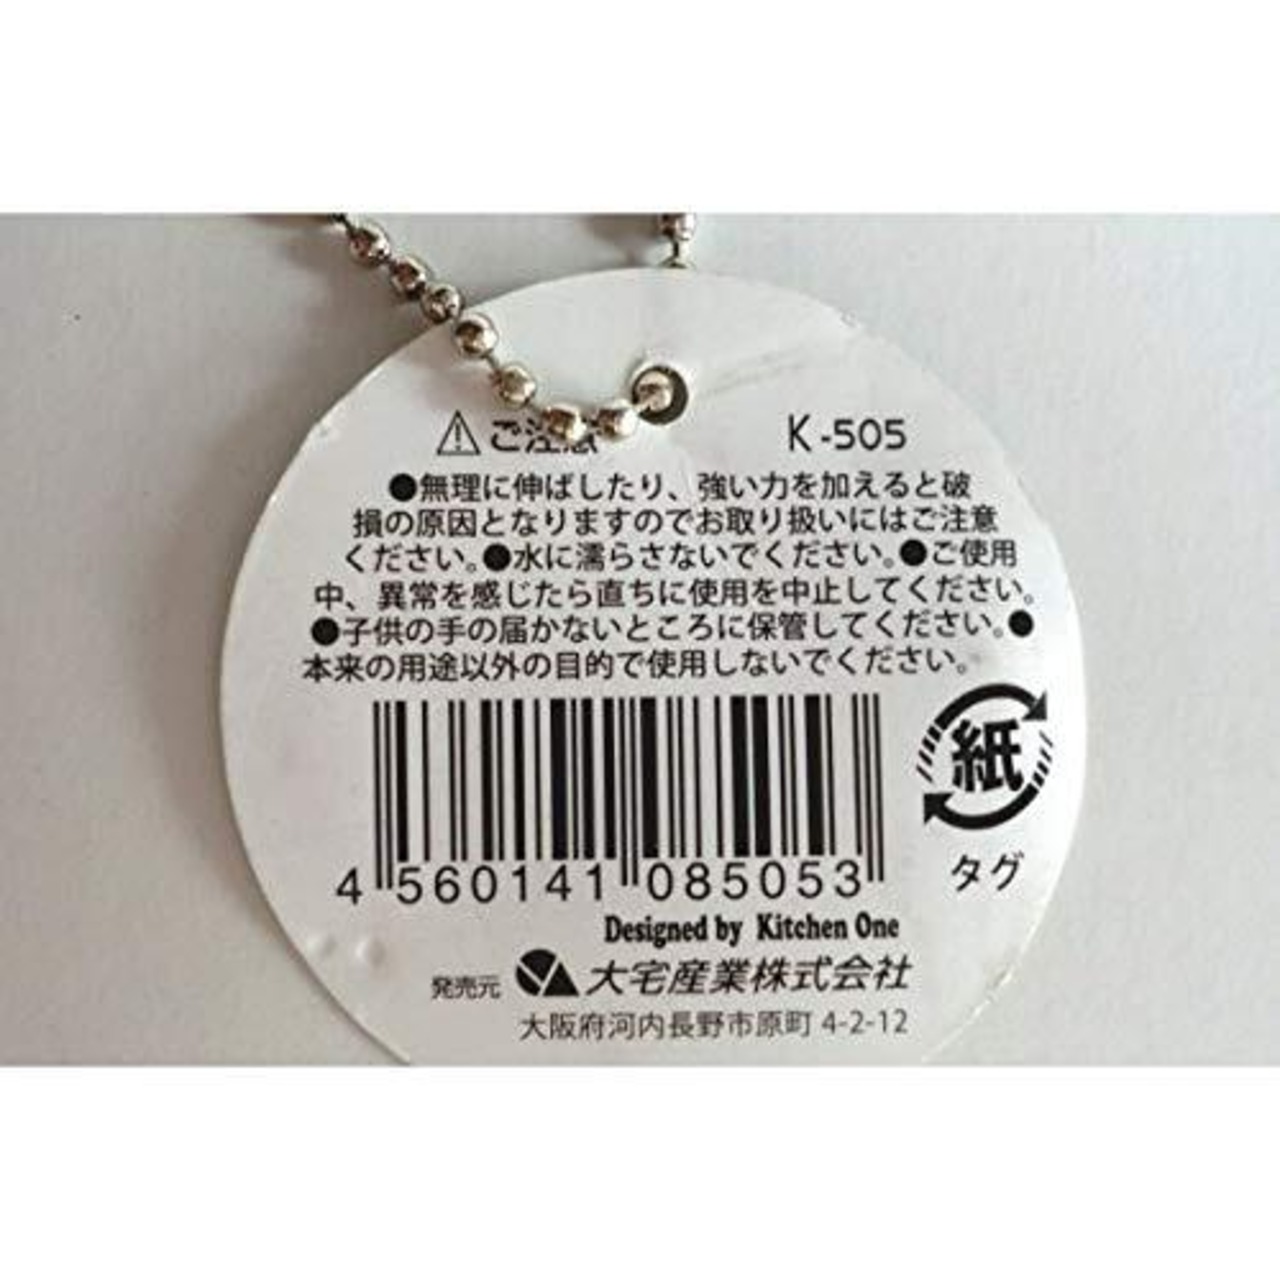 ⚠ご注意
K-505
●無理に伸ばしたり、強い力を加えると破
損の原因となりますのでお取り扱いにはご注意
ください。●水に濡らさないでください。●ご使用
中、異常を感じたら直ちに使用を中止してください。
●子供の手の届かないところに保管してください。●
本来の用途以外の目的で使用しないでください。
紙
タグ
4 560141 085053
Designed by Kitchen One
発売元 大宅産業株式会社
大阪府河内長野市原町 4-2-12